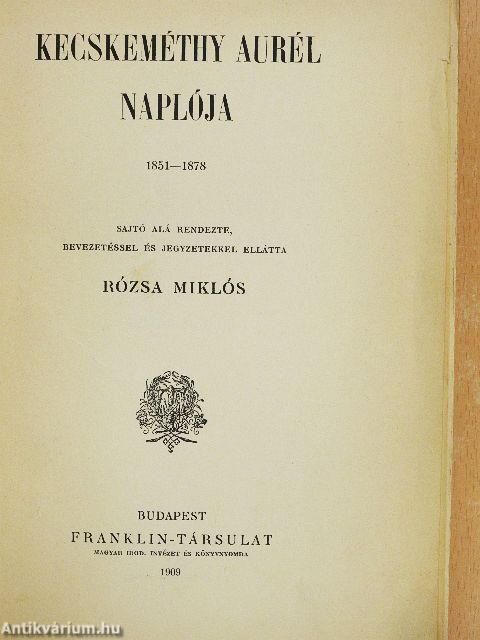 KECSKEMÉTHY AURÉL
NAPLÓJA
1851—1878
SAJTÓ ALÁ RENDEZTE,
BEVEZETÉSSEL ÉS JEGYZETEKKEL ELLÁTTA
RÓZSA MIKLÓS
BUDAPEST
FRANKLIN-TÁRSULAT
MAGYAR IROD. INTÉZET ÉS KÖNYVNYOMDA
1909
Antikvárium.hu